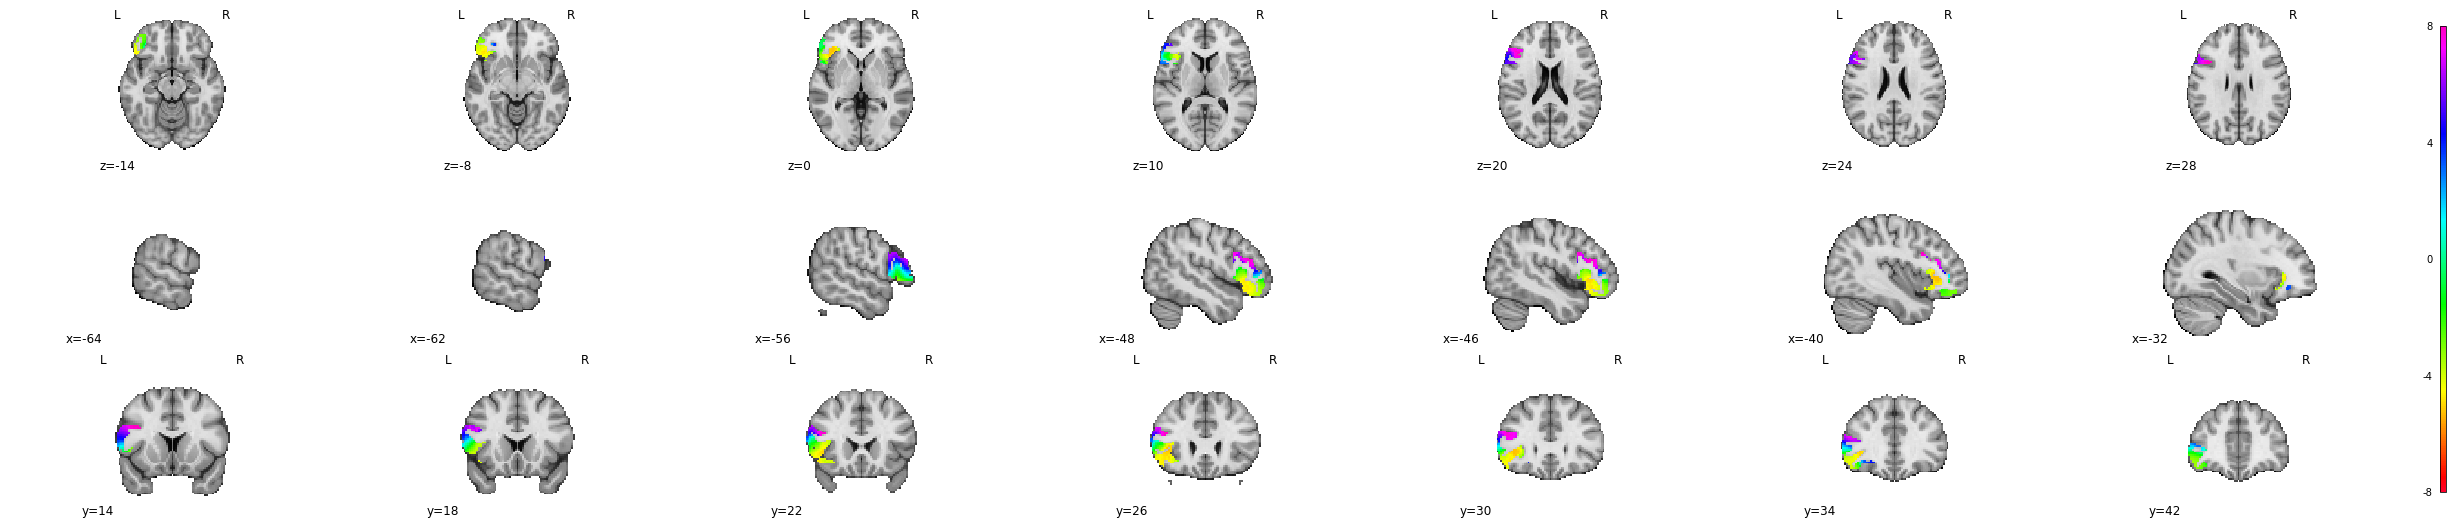 L R L R L R L R L R L R L R
8
z=-14 z=-8 z=0 z=10 z=20 z=24 z=28
4
0
x=-64 x=-62 x=-56 x=-48 x=-46 x=-40 x=-32
L R L R L R L R L R L R L R
-4
-8
y=14 y=18 y=22 y=26 y=30 y=34 y=42